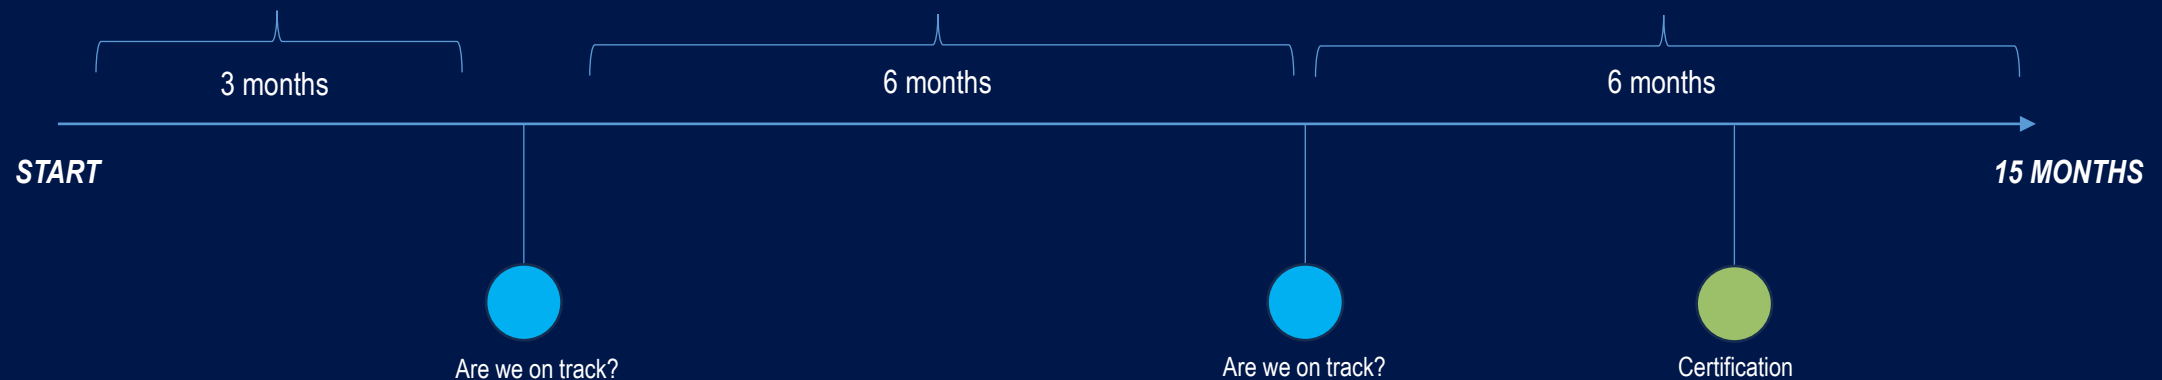 3 months
6 months
6 months
START
15 MONTHS
Are we on track?
Are we on track?
Certification